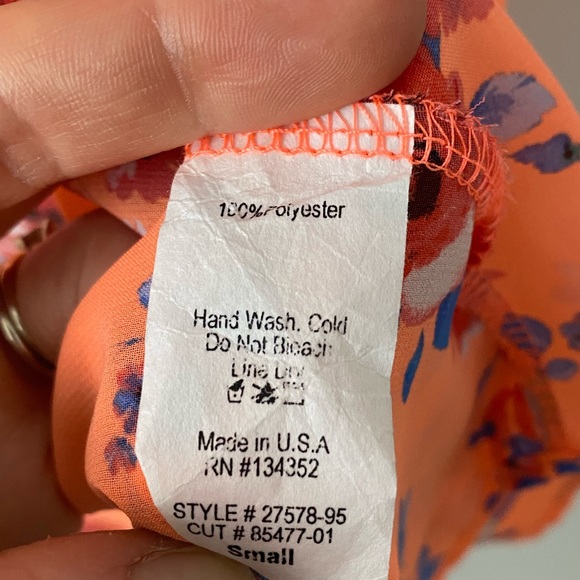 100%Polyester
Hand Wash. Cold
Do Not Bleach
Line Dry
Made in U.S.A
RN #134352
STYLE # 27578-95
CUT # 85477-01
Small